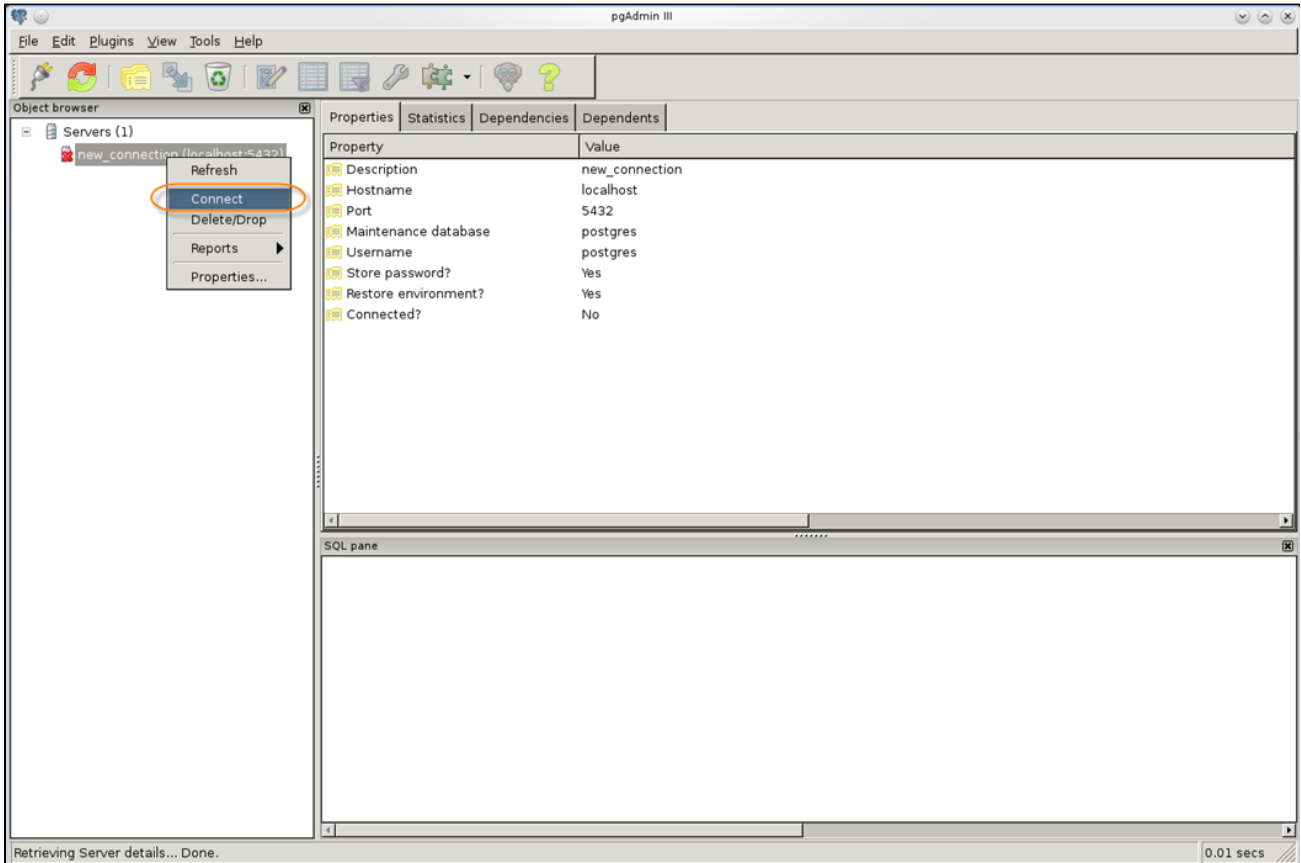 pgAdmin III
File Edit Plugins View Tools Help
Object browser
Servers (1)
new_connection (localhost:5432)
Refresh
Connect
Delete/Drop
Reports
Properties...
Properties Statistics Dependencies Dependents
Property Value
Description new_connection
Hostname localhost
Port 5432
Maintenance database postgres
Username postgres
Store password? Yes
Restore environment? Yes
Connected? No
SQL pane
Retrieving Server details... Done. 0.01 secs